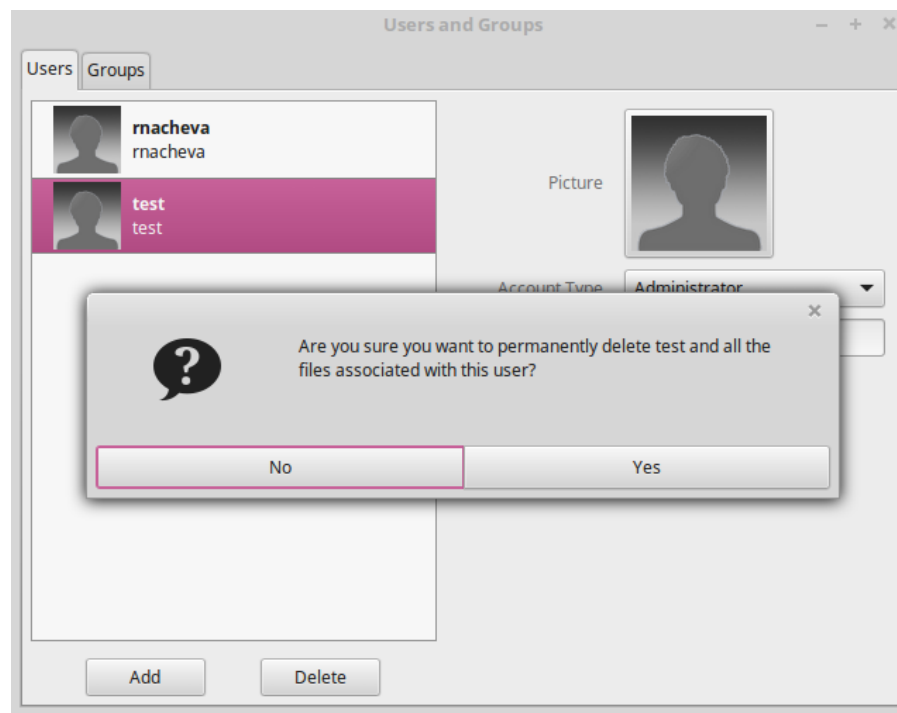 Users and Groups
Users Groups
rnacheva
rnacheva
test
test
Picture
Account Type Administrator
Are you sure you want to permanently delete test and all the
files associated with this user?
No Yes
Add Delete